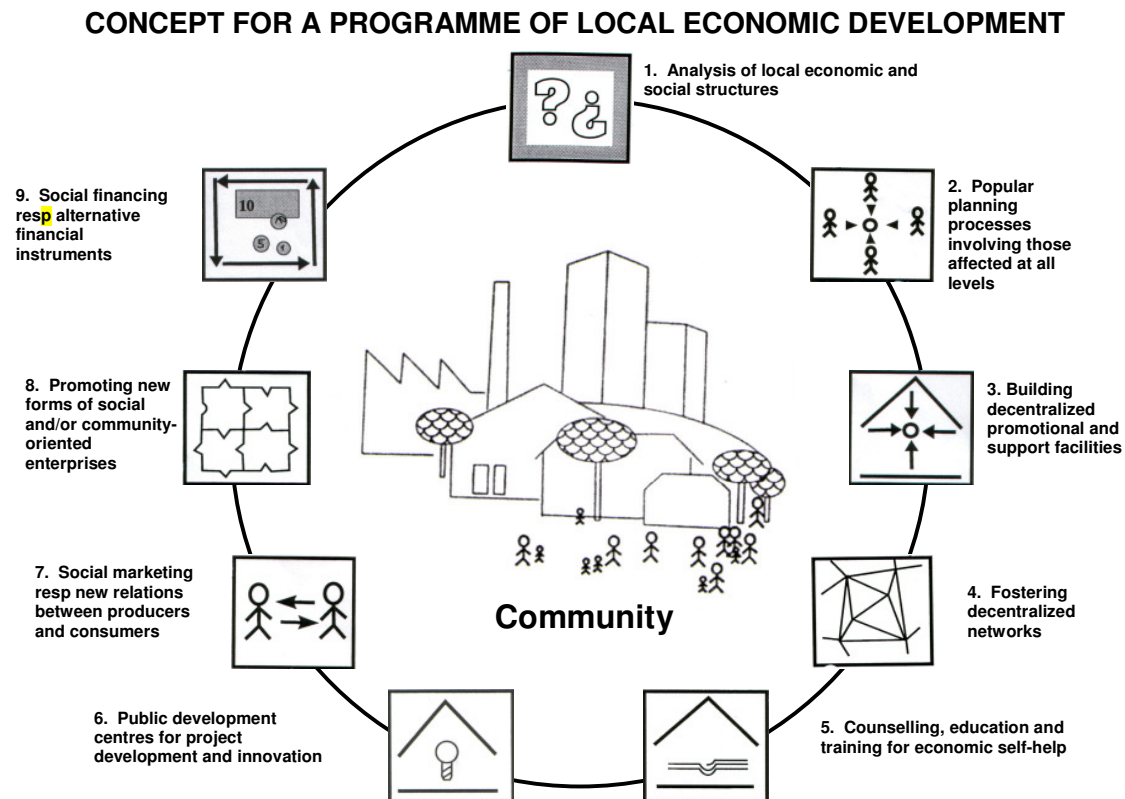 CONCEPT FOR A PROGRAMME OF LOCAL ECONOMIC DEVELOPMENT
1. Analysis of local economic and
social structures
2. Popular
planning
processes
involving those
affected at all
levels
3. Building
decentralized
promotional and
support facilities
4. Fostering
decentralized
networks
5. Counselling, education and
training for economic self-help
6. Public development
centres for project
development and innovation
7. Social marketing
resp new relations
between producers
and consumers
8. Promoting new
forms of social
and/or community-
oriented
enterprises
9. Social financing
resp alternative
financial
instruments
? ¿
10
5
Community